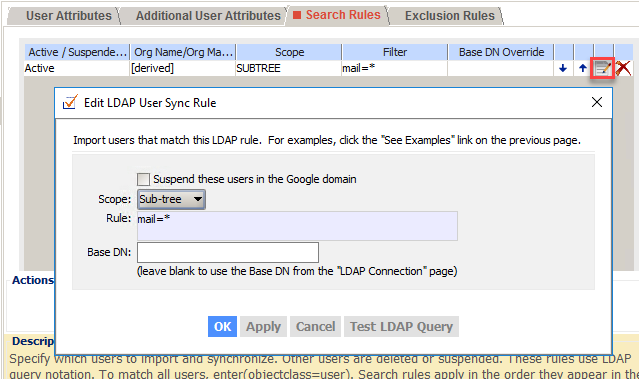 User Attributes Additional User Attributes Search Rules Exclusion Rules
Active / Suspende... Org Name/Org Ma... Scope Filter Base DN Override
Active [derived] SUBTREE mail=*
Edit LDAP User Sync Rule
Import users that match this LDAP rule. For examples, click the "See Examples" link on the previous page.
Suspend these users in the Google domain
Scope: Sub-tree
Rule: mail=*
Base DN:
(leave blank to use the Base DN from the "LDAP Connection" page)
Actions
OK Apply Cancel Test LDAP Query
Descrip
Specify which users to import and synchronize. Other users are deleted or suspended. These rules use LDAP
query notation. To match all users, enter(objectclass=user). Search rules apply in the order they appear in the